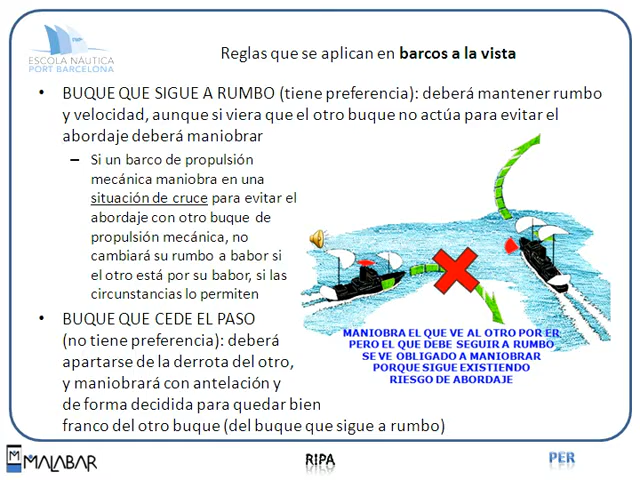 ESCOLA NÁUTICA
PORT BARCELONA
Reglas que se aplican en barcos a la vista
• BUQUE QUE SIGUE A RUMBO (tiene preferencia): deberá mantener rumbo
y velocidad, aunque si viera que el otro buque no actúa para evitar el
abordaje deberá maniobrar
– Si un barco de propulsión
mecánica maniobra en una
situación de cruce para evitar el
abordaje con otro buque de
propulsión mecánica, no
cambiará su rumbo a babor si
el otro está por su babor, si las
circunstancias lo permiten
• BUQUE QUE CEDE EL PASO
(no tiene preferencia): deberá
apartarse de la derrota del otro,
y maniobrará con antelación y
de forma decidida para quedar bien
franco del otro buque (del buque que sigue a rumbo)
MANIOBRA EL QUE VE AL OTRO POR ER
PERO EL QUE DEBE SEGUIR A RUMBO
SE VE OBLIGADO A MANIOBRAR
PORQUE SIGUE EXISTIENDO
RIESGO DE ABORDAJE
MALABAR
RIPA
PER